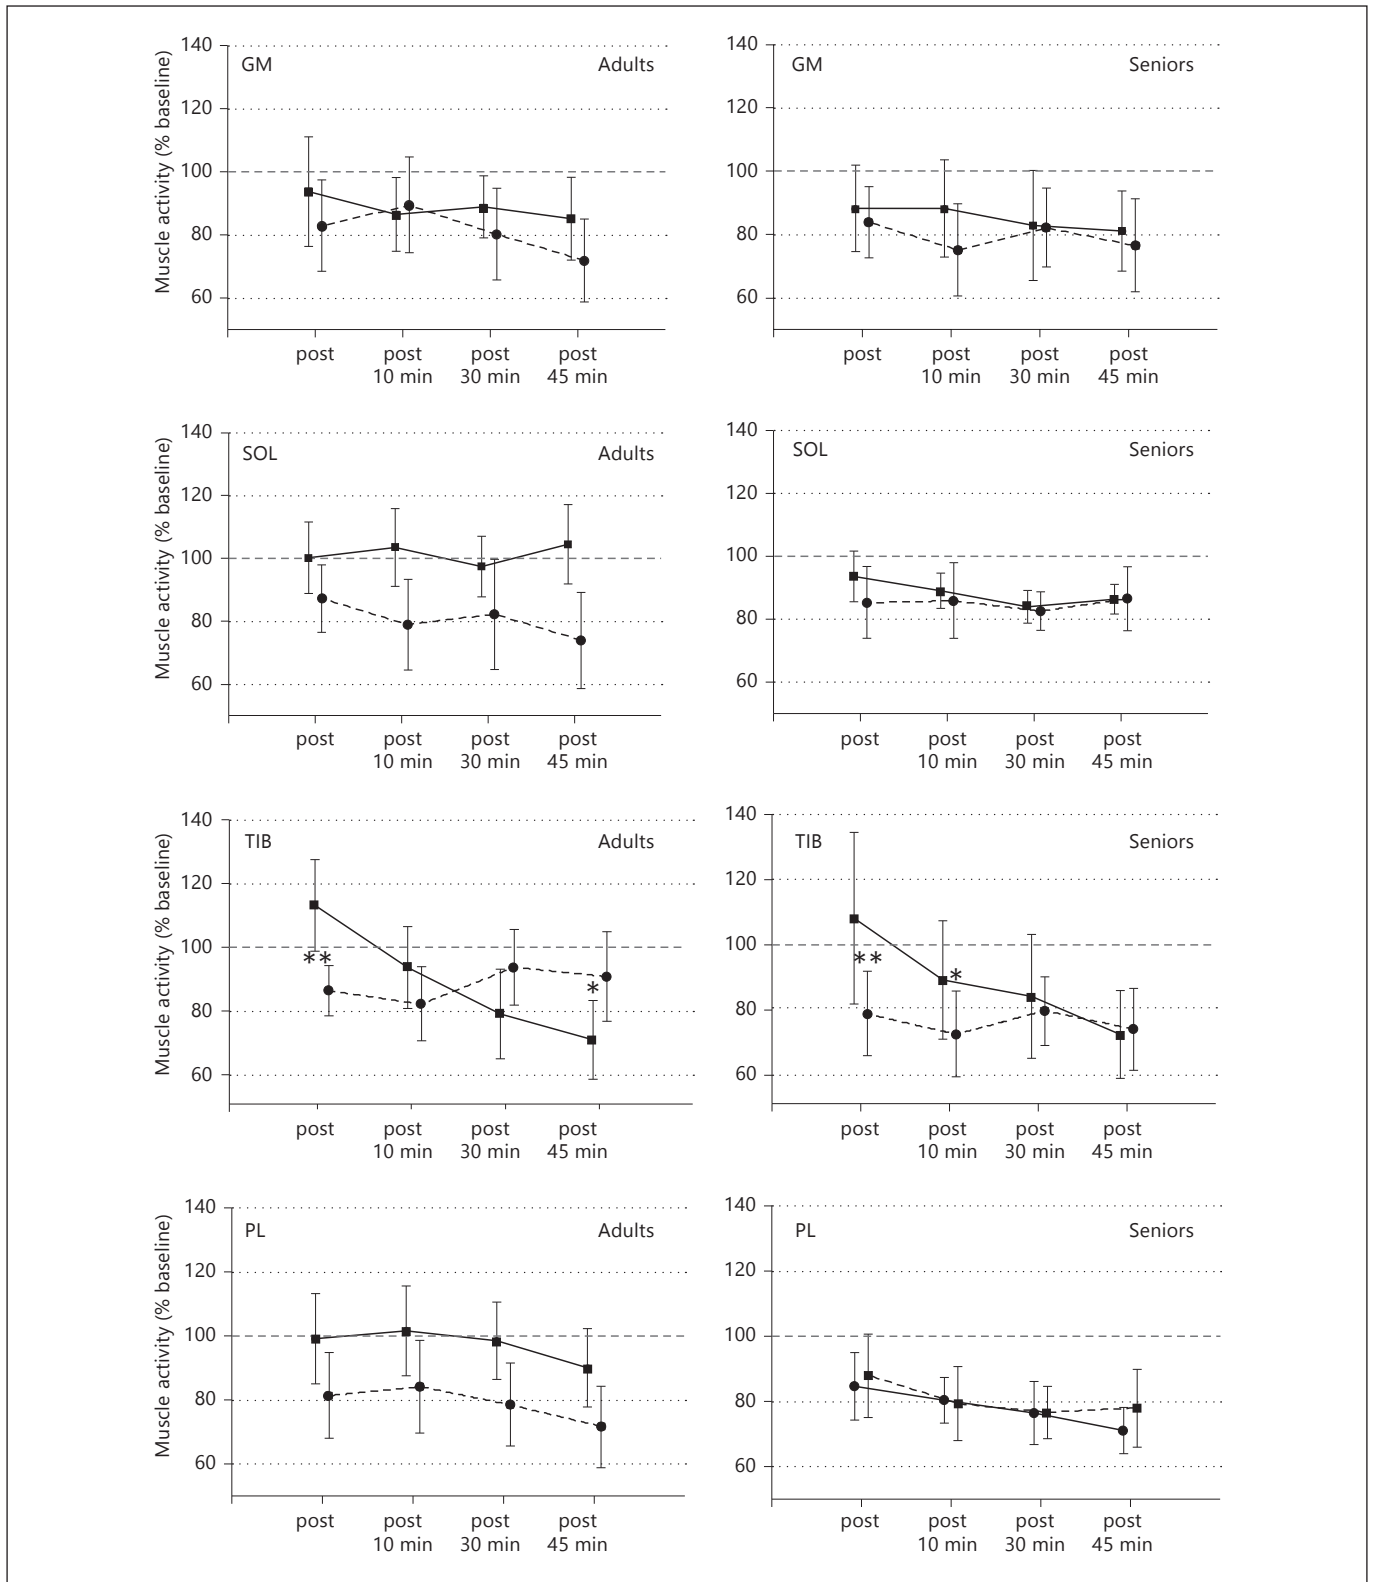 140
GM Adults
120
100
80
60
Muscle activity (% baseline)
post post post post
10 min 30 min 45 min
140
GM Seniors
120
100
80
60
post post post post
10 min 30 min 45 min
140
SOL Adults
120
100
80
60
Muscle activity (% baseline)
post post post post
10 min 30 min 45 min
140
SOL Seniors
120
100
80
60
post post post post
10 min 30 min 45 min
140
TIB Adults
120
100
**
*
80
60
Muscle activity (% baseline)
post post post post
10 min 30 min 45 min
140
TIB Seniors
120
100
**
*
80
60
post post post post
10 min 30 min 45 min
140
PL Adults
120
100
80
60
Muscle activity (% baseline)
post post post post
10 min 30 min 45 min
140
PL Seniors
120
100
80
60
post post post post
10 min 30 min 45 min